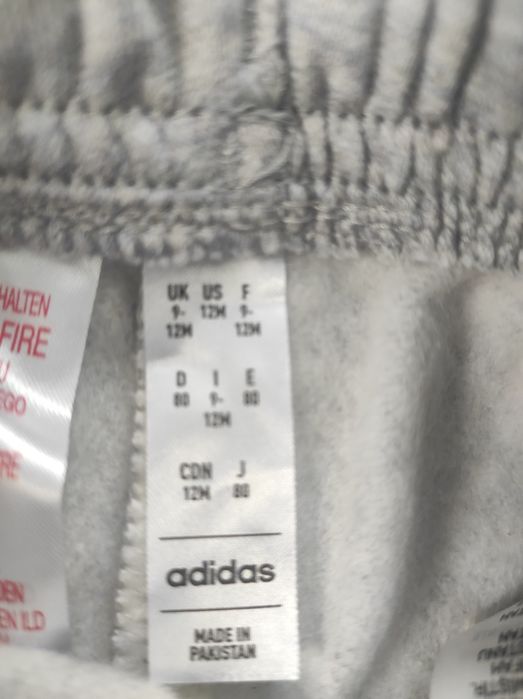 HALTEN
FIRE
EGO
RE
DEN
EN ILD
UK US F
9- 12M 9-
12M 12M
D I E
80 9- 80
12M
CDN J
12M 80
adidas
MADE IN
PAKISTAN